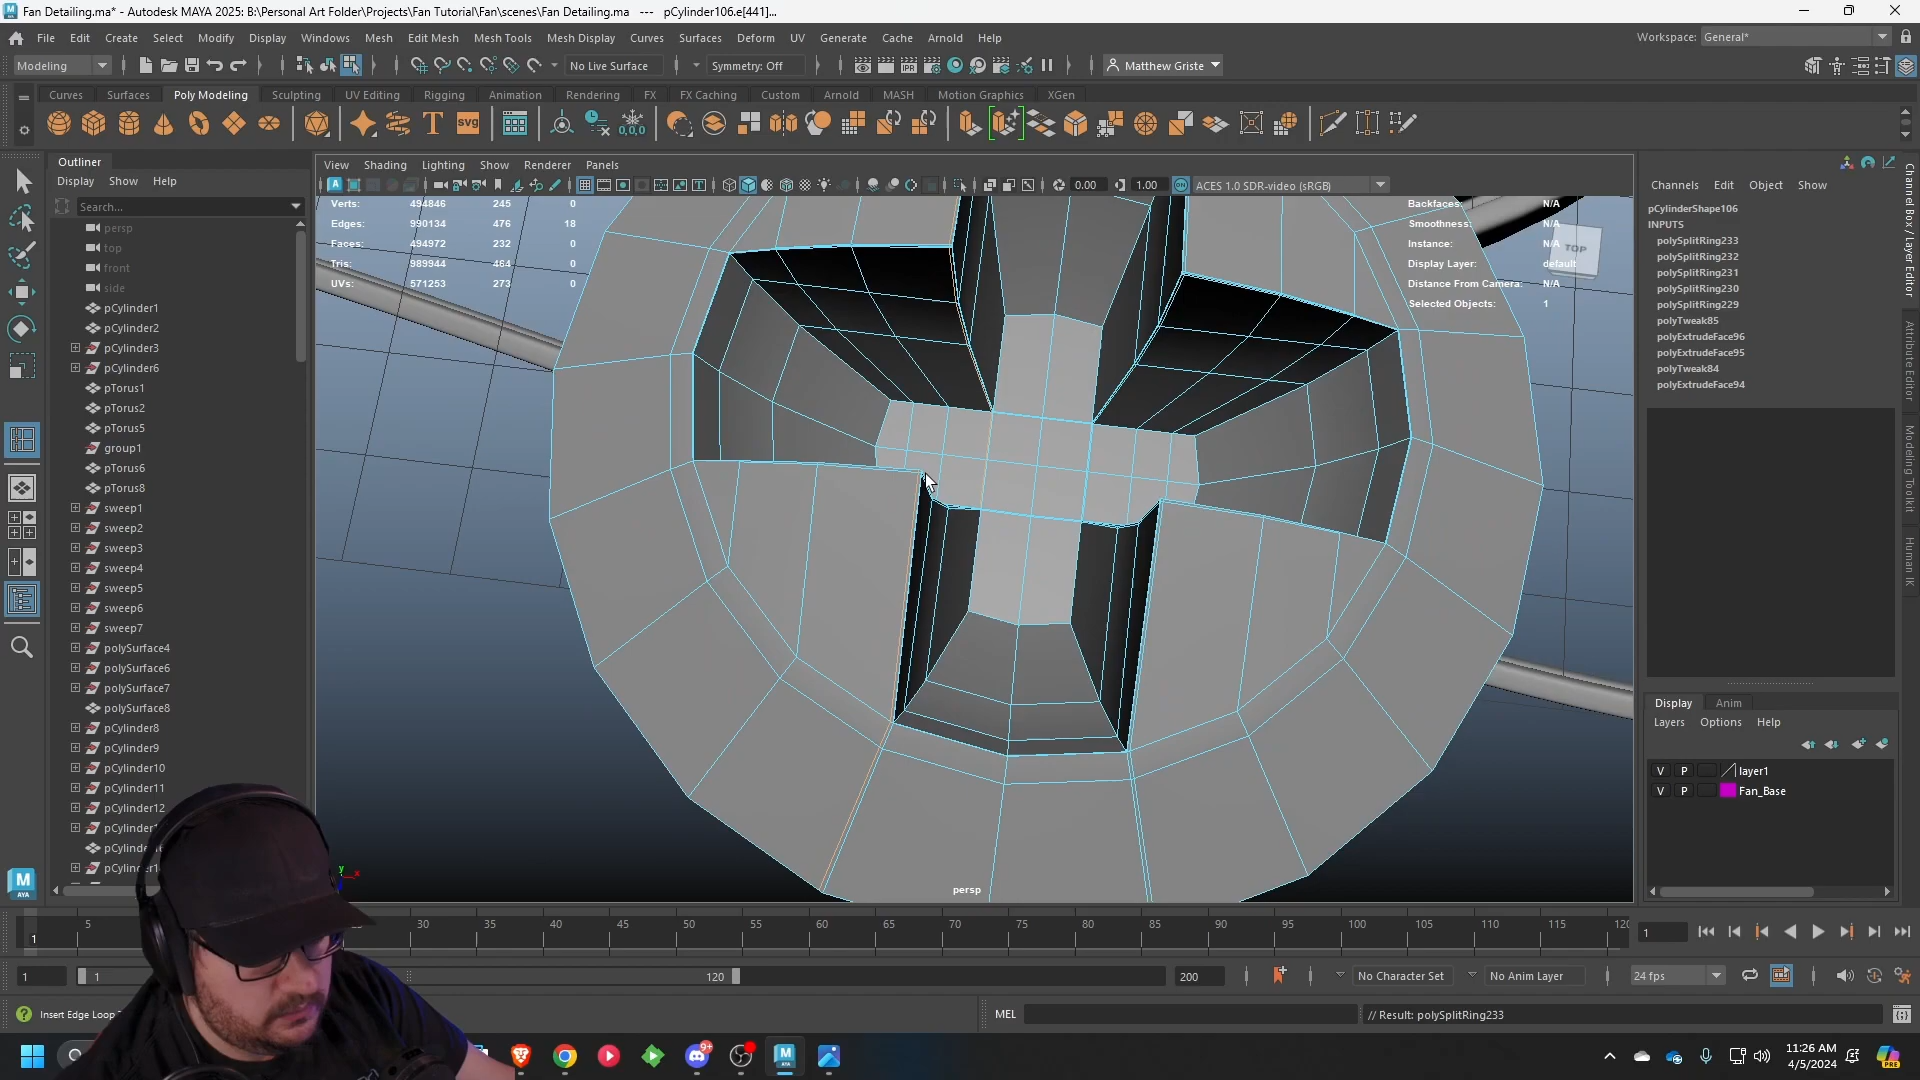 Fan Detailing.ma* - Autodesk MAYA 2025: B:\Personal Art Folder\Projects\Fan Tutorial\Fan\scenes\Fan Detailing.ma --- pCylinder106.e[441]...
File Edit Create Select Modify Display Windows Mesh Edit Mesh Mesh Tools Mesh Display Curves Surfaces Deform UV Generate Cache Arnold Help
Workspace: General*
Modeling
No Live Surface
Symmetry: Off
Matthew Griste
Curves Surfaces Poly Modeling Sculpting UV Editing Rigging Animation Rendering FX FX Caching Custom Arnold MASH Motion Graphics XGen
Outliner
Display Show Help
Search...
persp
top
front
side
pCylinder1
pCylinder2
pCylinder3
pCylinder6
pTorus1
pTorus2
pTorus5
group1
pTorus6
pTorus8
sweep1
sweep2
sweep3
sweep4
sweep5
sweep6
sweep7
polySurface4
polySurface6
polySurface7
polySurface8
pCylinder8
pCylinder9
pCylinder10
pCylinder11
pCylinder12
View Shading Lighting Show Renderer Panels
0.00 1.00 ACES 1.0 SDR-video (sRGB)
Verts: 494846 245 0
Edges: 990134 476 18
Faces: 494972 232 0
Tris: 989944 464 0
UVs: 571253 273 0
Backfaces: N/A
Smoothness: N/A
Instance: N/A
Display Layer: default
Distance From Camera: N/A
Selected Objects: 1
TOP
persp
y
x
Channels Edit Object Show
pCylinderShape106
INPUTS
polySplitRing233
polySplitRing232
polySplitRing231
polySplitRing230
polySplitRing229
polyTweak85
polyExtrudeFace96
polyExtrudeFace95
polyTweak84
polyExtrudeFace94
Channel Box / Layer Editor
Attribute Editor
Modeling Toolkit
Human IK
Display Anim
Layers Options Help
V P layer1
V P Fan_Base
5 30 35 40 45 50 55 60 65 70 75 80 85 90 95 100 105 110 115 120
1
1
1 1 120 200
No Character Set
No Anim Layer
24 fps
Insert Edge Loop
MEL
// Result: polySplitRing233
11:26 AM
4/5/2024